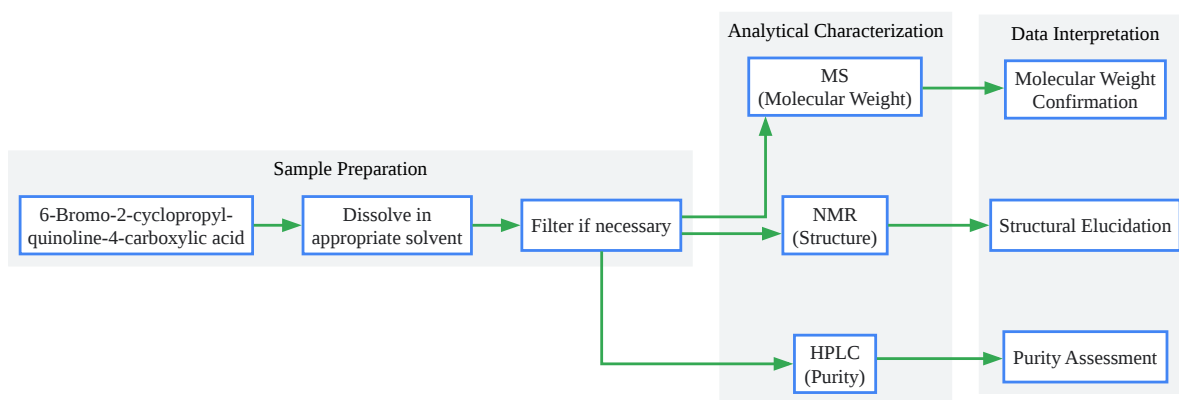 Analytical Characterization
Data Interpretation
MS
(Molecular Weight)
Molecular Weight
Confirmation
Sample Preparation
6-Bromo-2-cyclopropyl-
quinoline-4-carboxylic acid
Dissolve in
appropriate solvent
Filter if necessary
NMR
(Structure)
Structural Elucidation
HPLC
(Purity)
Purity Assessment